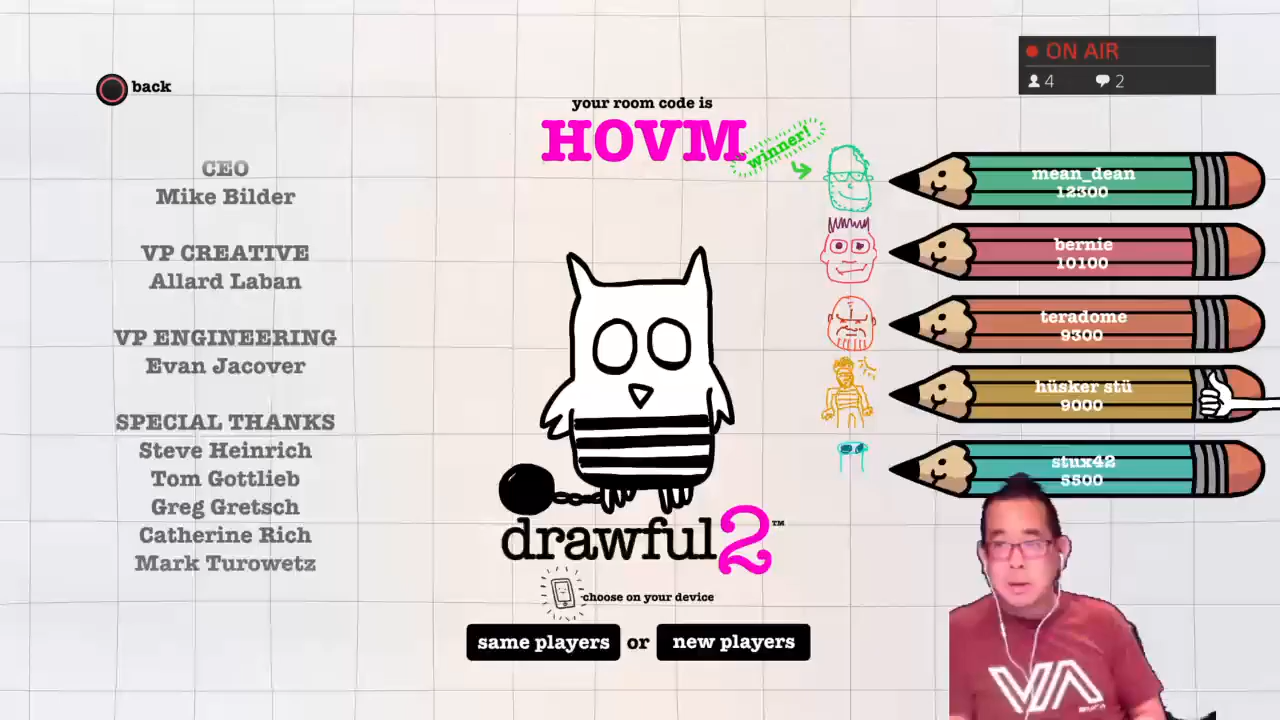 back
ON AIR
4 2
your room code is
HOVM
winner!
CEO
Mike Bilder
VP CREATIVE
Allard Laban
VP ENGINEERING
Evan Jacover
SPECIAL THANKS
Steve Heinrich
Tom Gottlieb
Greg Gretsch
Catherine Rich
Mark Turowetz
mean_dean
12300
bernie
10100
teradome
9300
hüsker stü
9000
stux42
5500
drawful 2™
choose on your device
same players or new players